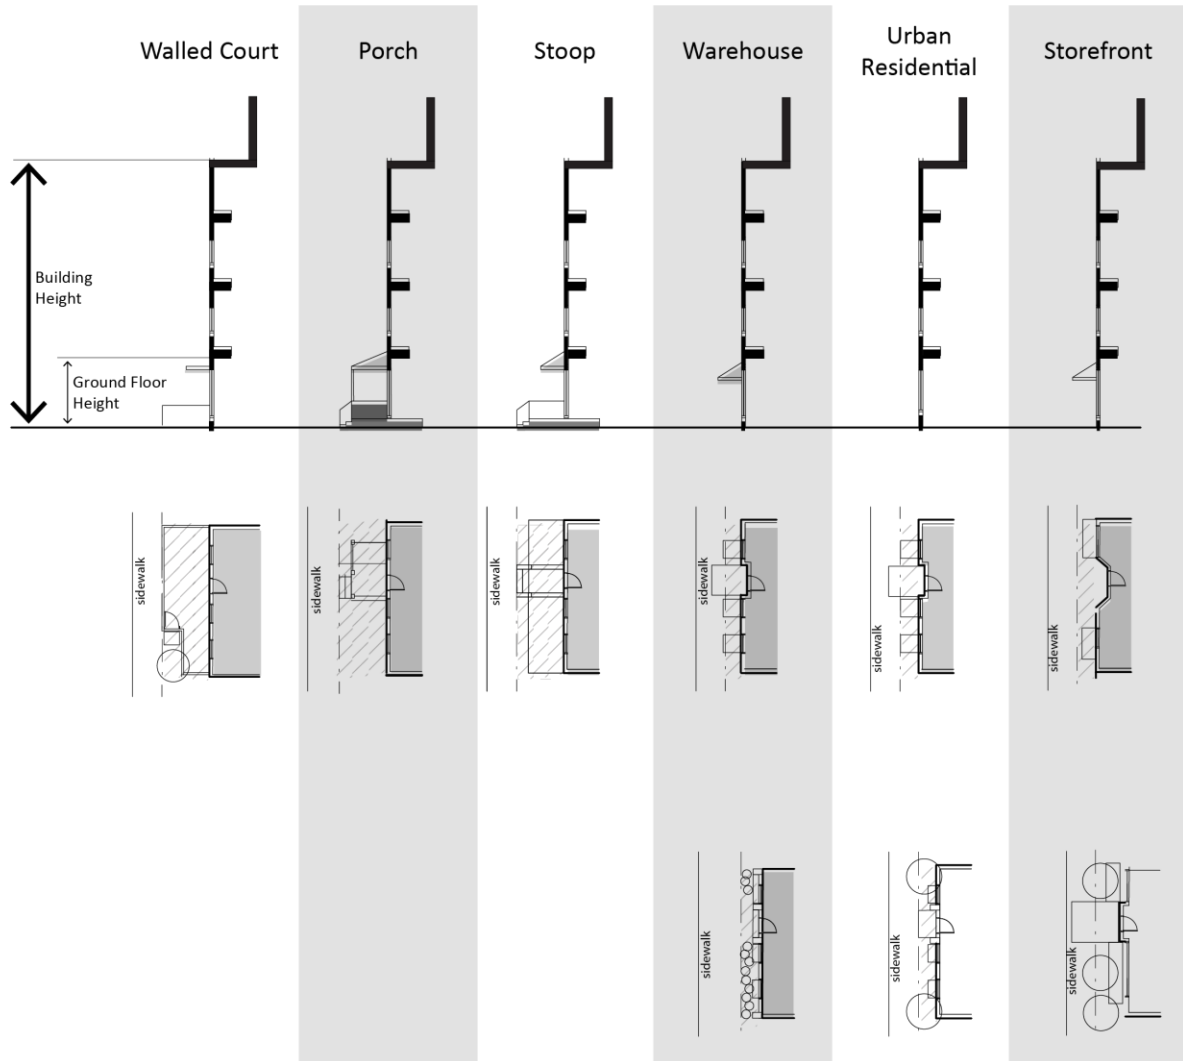 Walled Court
Porch
Stoop
Warehouse
Urban
Residential
Storefront
Building
Height
Ground Floor
Height
sidewalk
sidewalk
sidewalk
sidewalk
sidewalk
sidewalk
sidewalk
sidewalk
sidewalk